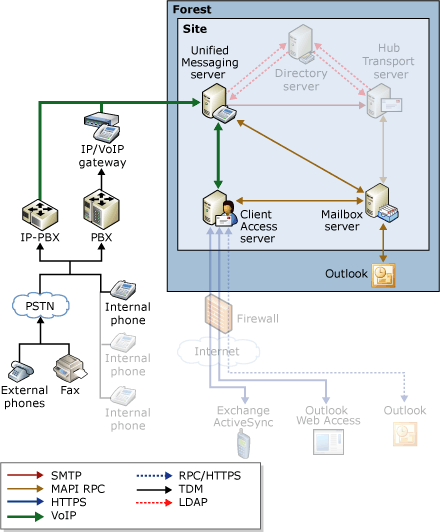 Forest
Site
Unified
Messaging
server
Directory
server
Hub
Transport
server
IP/VoIP
gateway
IP-PBX
PBX
Client
Access
server
Mailbox
server
Outlook
PSTN
Internal
phone
Internal
phone
Internal
phone
External
phones
Fax
Firewall
Internet
Exchange
ActiveSync
Outlook
Web Access
Outlook
SMTP
MAPI RPC
HTTPS
VoIP
RPC/HTTPS
TDM
LDAP